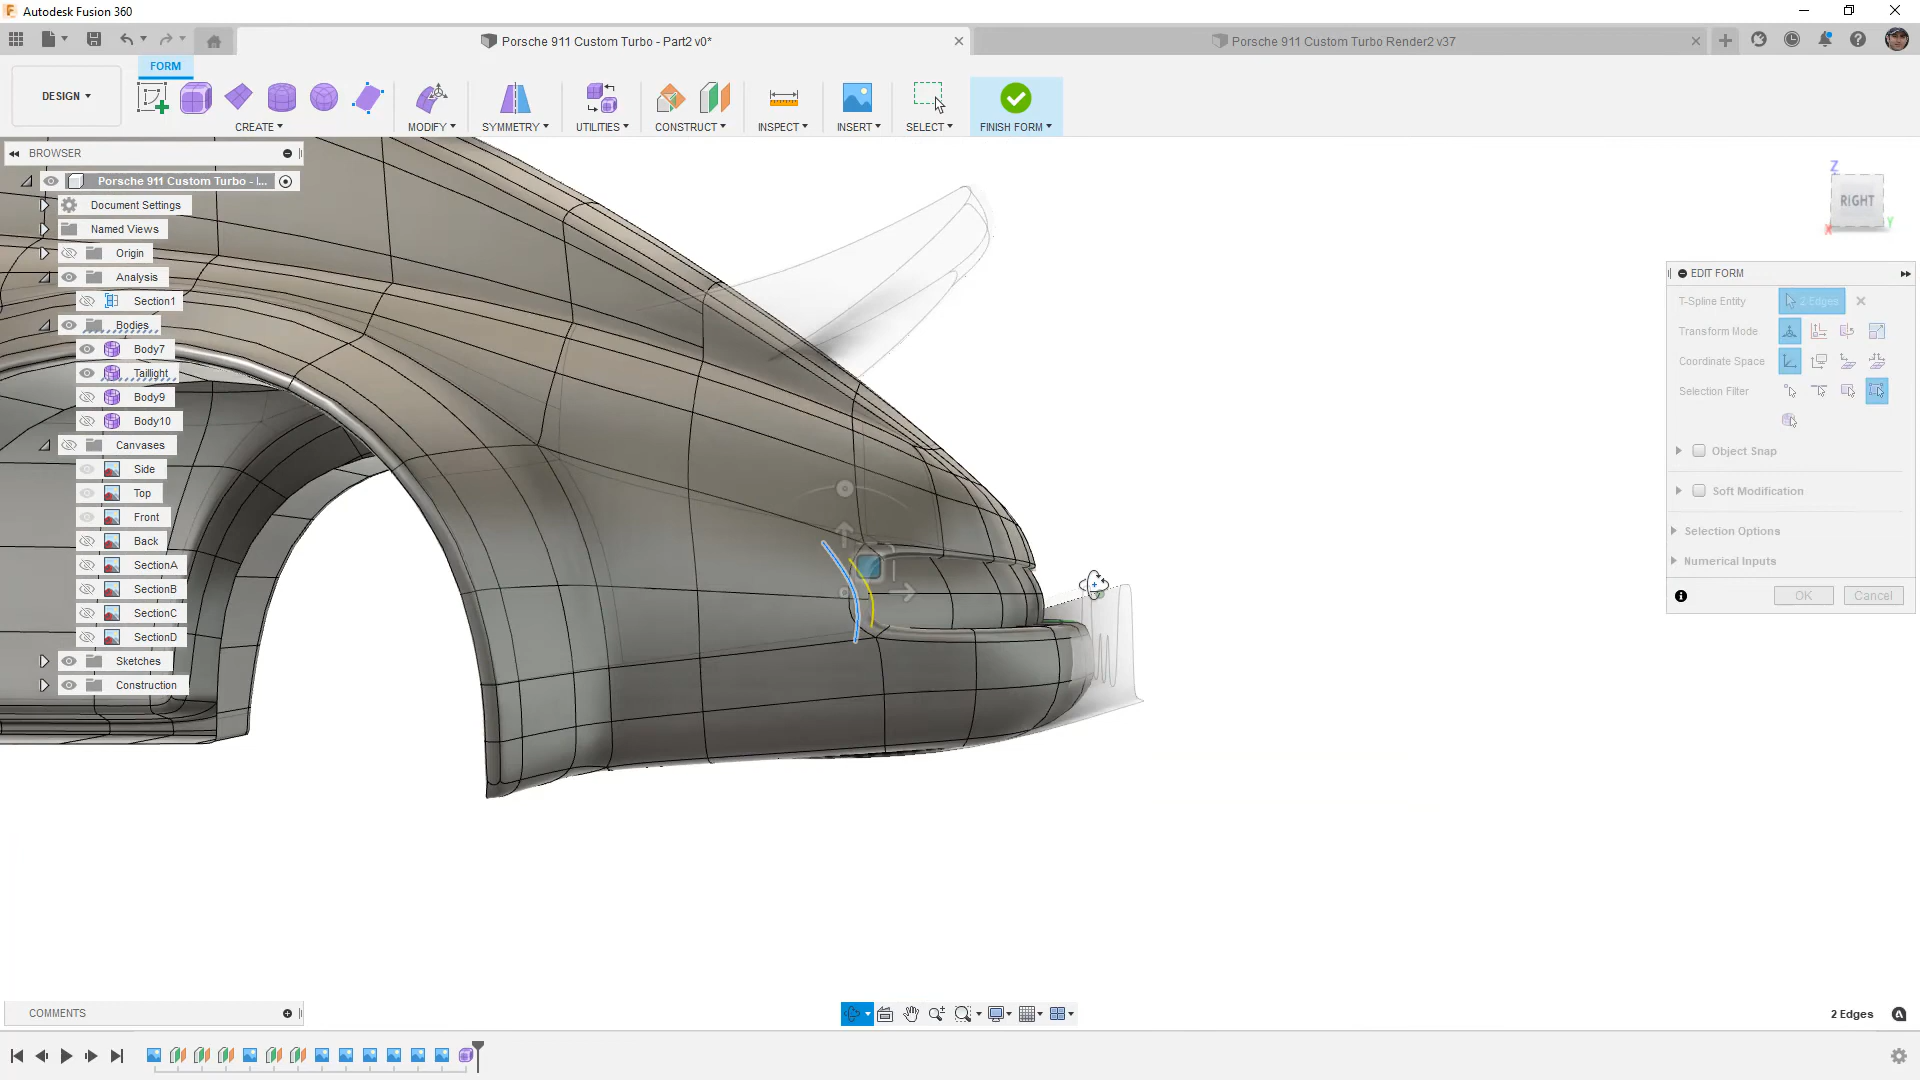 Autodesk Fusion 360
Porsche 911 Custom Turbo - Part2 v0*
Porsche 911 Custom Turbo Render2 v37
FORM
DESIGN
CREATE
MODIFY
SYMMETRY
UTILITIES
CONSTRUCT
INSPECT
INSERT
SELECT
FINISH FORM
BROWSER
Porsche 911 Custom Turbo - I...
Document Settings
Named Views
Origin
Analysis
Section1
Bodies
Body7
Taillight
Body9
Body10
Canvases
Side
Top
Front
Back
SectionA
SectionB
SectionC
SectionD
Sketches
Construction
Z
RIGHT
X
Y
EDIT FORM
T-Spline Entity
2 Edges
Transform Mode
Coordinate Space
Selection Filter
Object Snap
Soft Modification
Selection Options
Numerical Inputs
OK
Cancel
COMMENTS
2 Edges